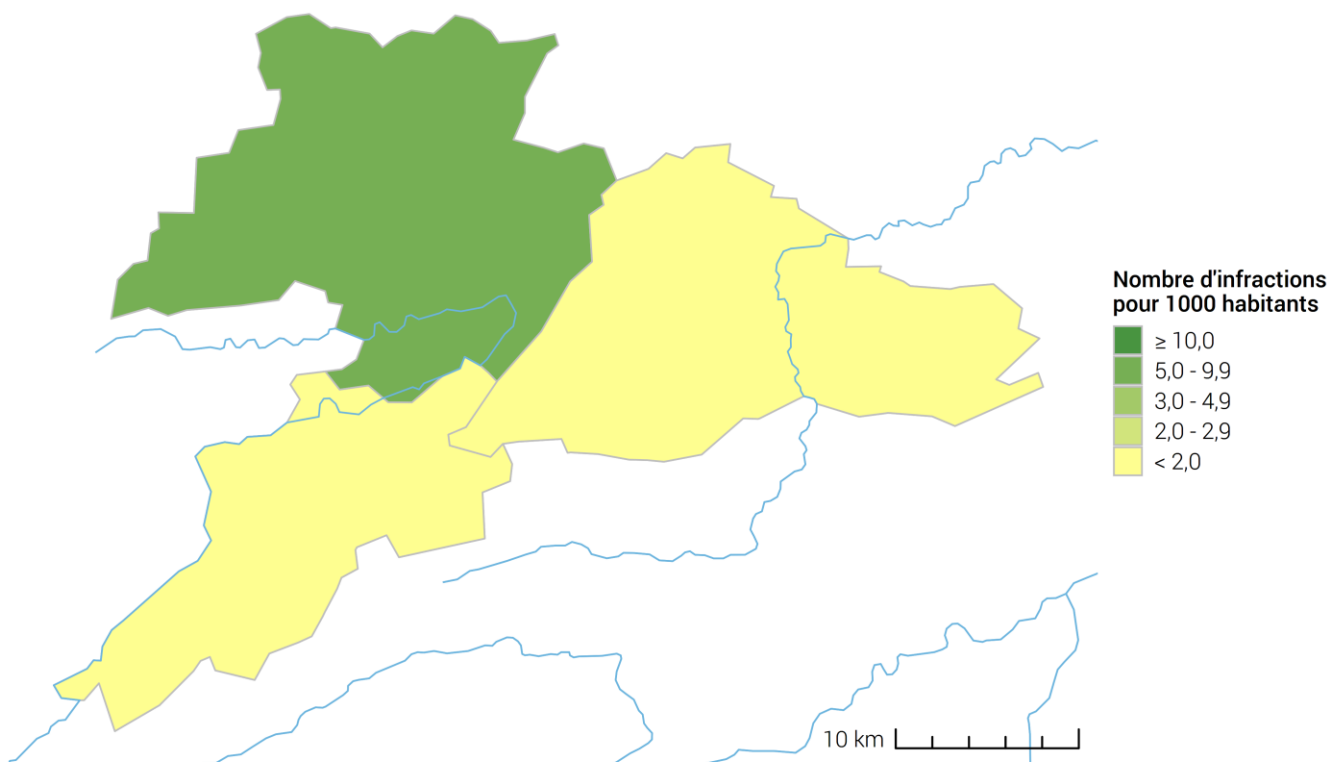 Nombre d'infractions
pour 1000 habitants
≥ 10,0
5,0 - 9,9
3,0 - 4,9
2,0 - 2,9
< 2,0
10 km